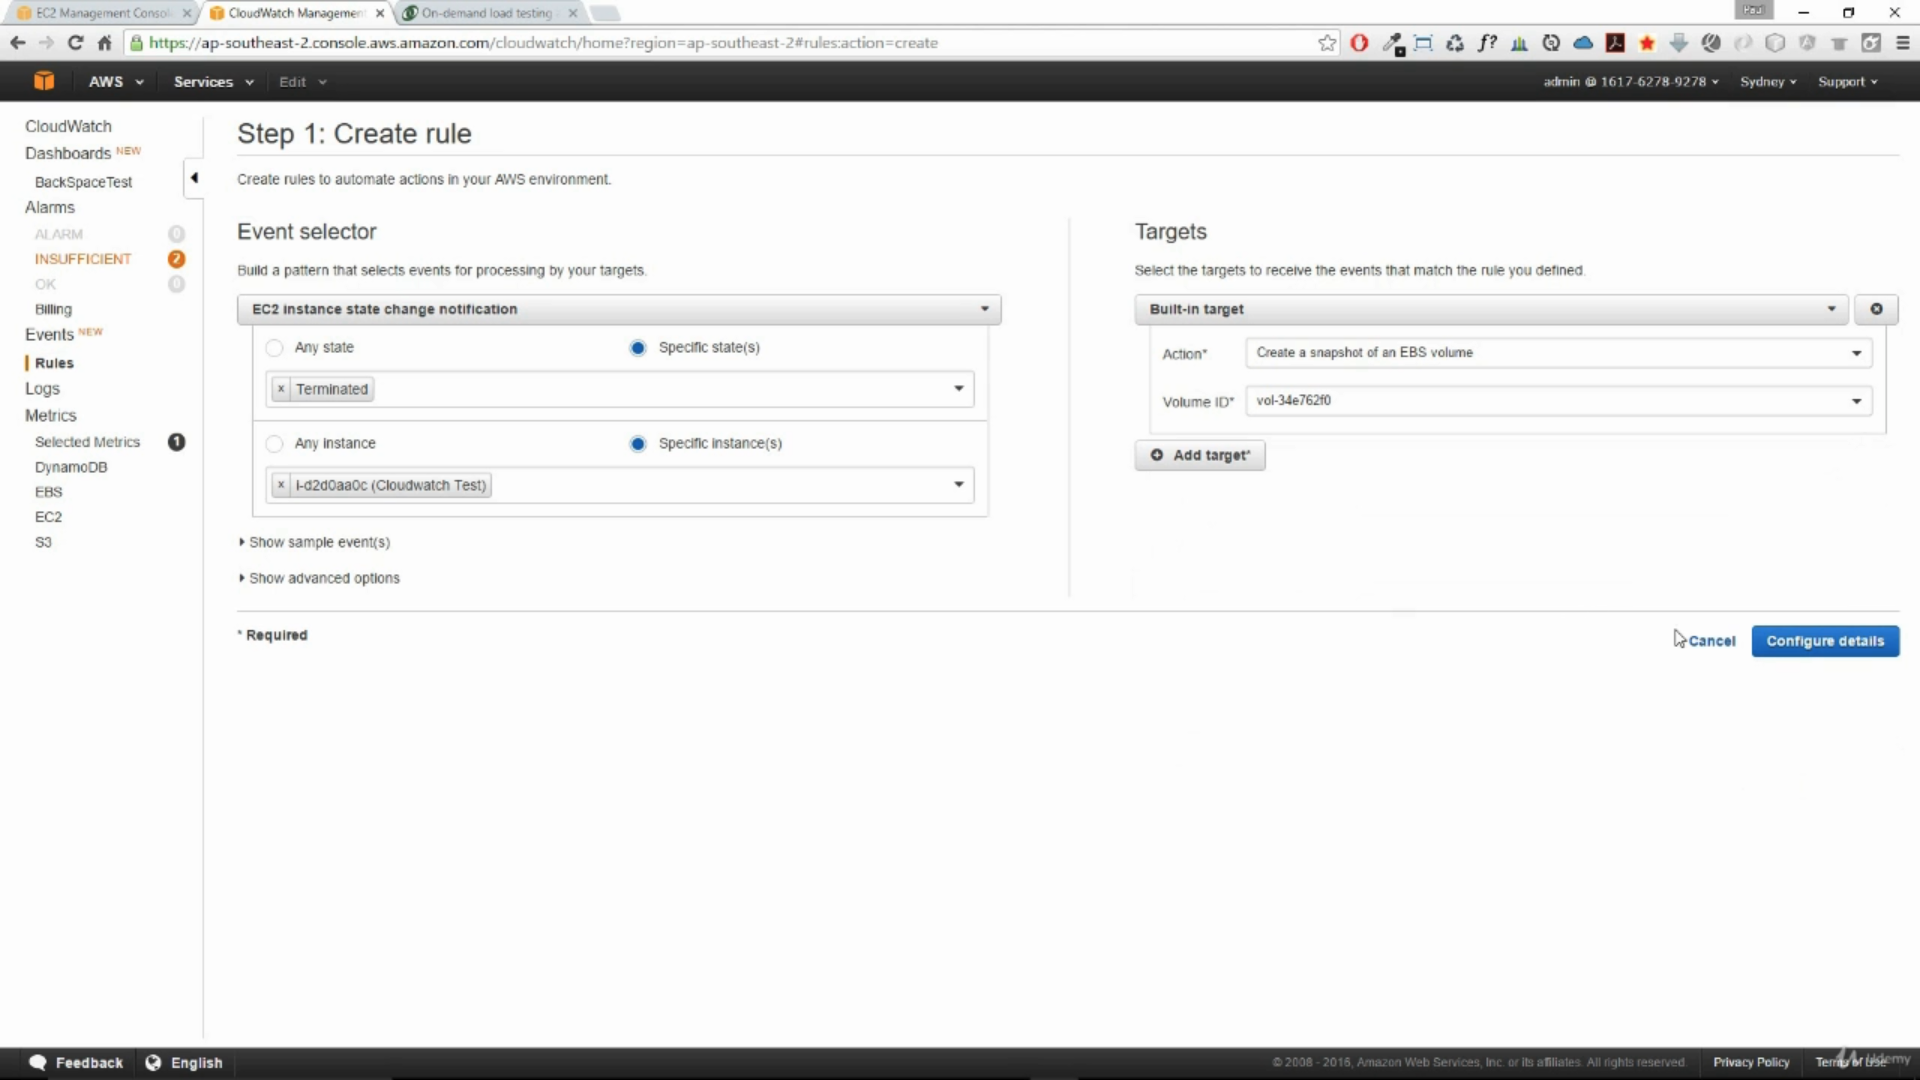 EC2 Management Consol
CloudWatch Management
On-demand load testing
Paul
https://ap-southeast-2.console.aws.amazon.com/cloudwatch/home?region=ap-southeast-2#rules:action=create
f?
AWS
Services
Edit
admin @ 1617-6278-9278
Sydney
Support
CloudWatch
Dashboards NEW
BackSpaceTest
Alarms
ALARM 0
INSUFFICIENT 2
OK 0
Billing
Events NEW
Rules
Logs
Metrics
Selected Metrics 1
DynamoDB
EBS
EC2
S3
Step 1: Create rule
Create rules to automate actions in your AWS environment.
Event selector
Build a pattern that selects events for processing by your targets.
EC2 instance state change notification
Any state
Specific state(s)
x Terminated
Any instance
Specific instance(s)
x i-d2d0aa0c (Cloudwatch Test)
Show sample event(s)
Show advanced options
* Required
Targets
Select the targets to receive the events that match the rule you defined.
Built-in target
Action* Create a snapshot of an EBS volume
Volume ID* vol-34e762f0
Add target*
Cancel
Configure details
Feedback
English
© 2008 - 2016, Amazon Web Services, Inc. or its affiliates. All rights reserved.
Privacy Policy
Terms of Use
Udemy